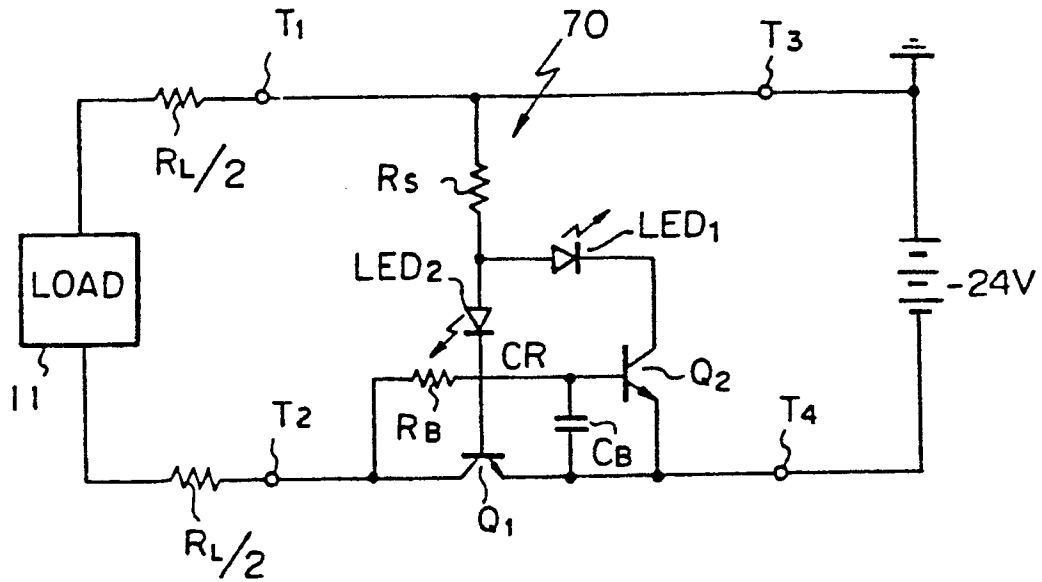 T1
70
T3
RL/2
RS
LED1
LED2
LOAD
-24V
CR
Q2
11
RB
T2
CB
T4
Q1
RL/2